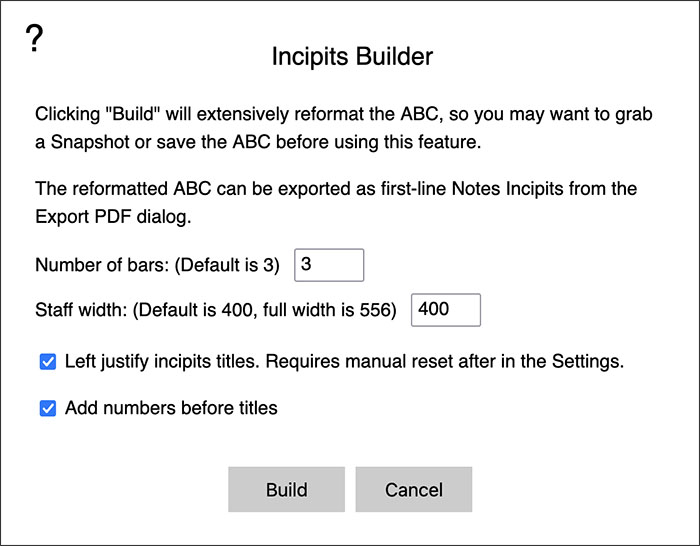 ?
Incipits Builder
Clicking "Build" will extensively reformat the ABC, so you may want to grab
a Snapshot or save the ABC before using this feature.
The reformatted ABC can be exported as first-line Notes Incipits from the
Export PDF dialog.
Number of bars: (Default is 3) 3
Staff width: (Default is 400, full width is 556) 400
Left justify incipits titles. Requires manual reset after in the Settings.
Add numbers before titles
Build Cancel